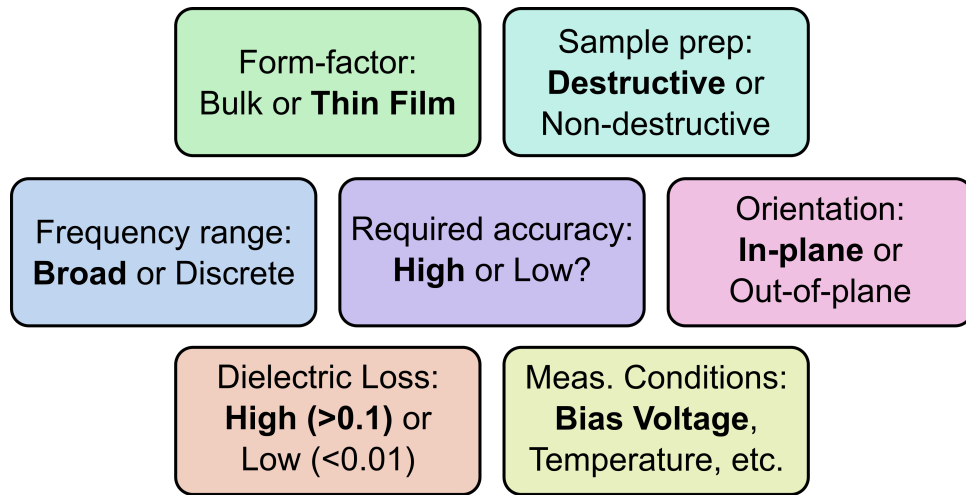 Form-factor:
Bulk or Thin Film
Sample prep:
Destructive or
Non-destructive
Frequency range:
Broad or Discrete
Required accuracy:
High or Low?
Orientation:
In-plane or
Out-of-plane
Dielectric Loss:
High (>0.1) or
Low (<0.01)
Meas. Conditions:
Bias Voltage,
Temperature, etc.